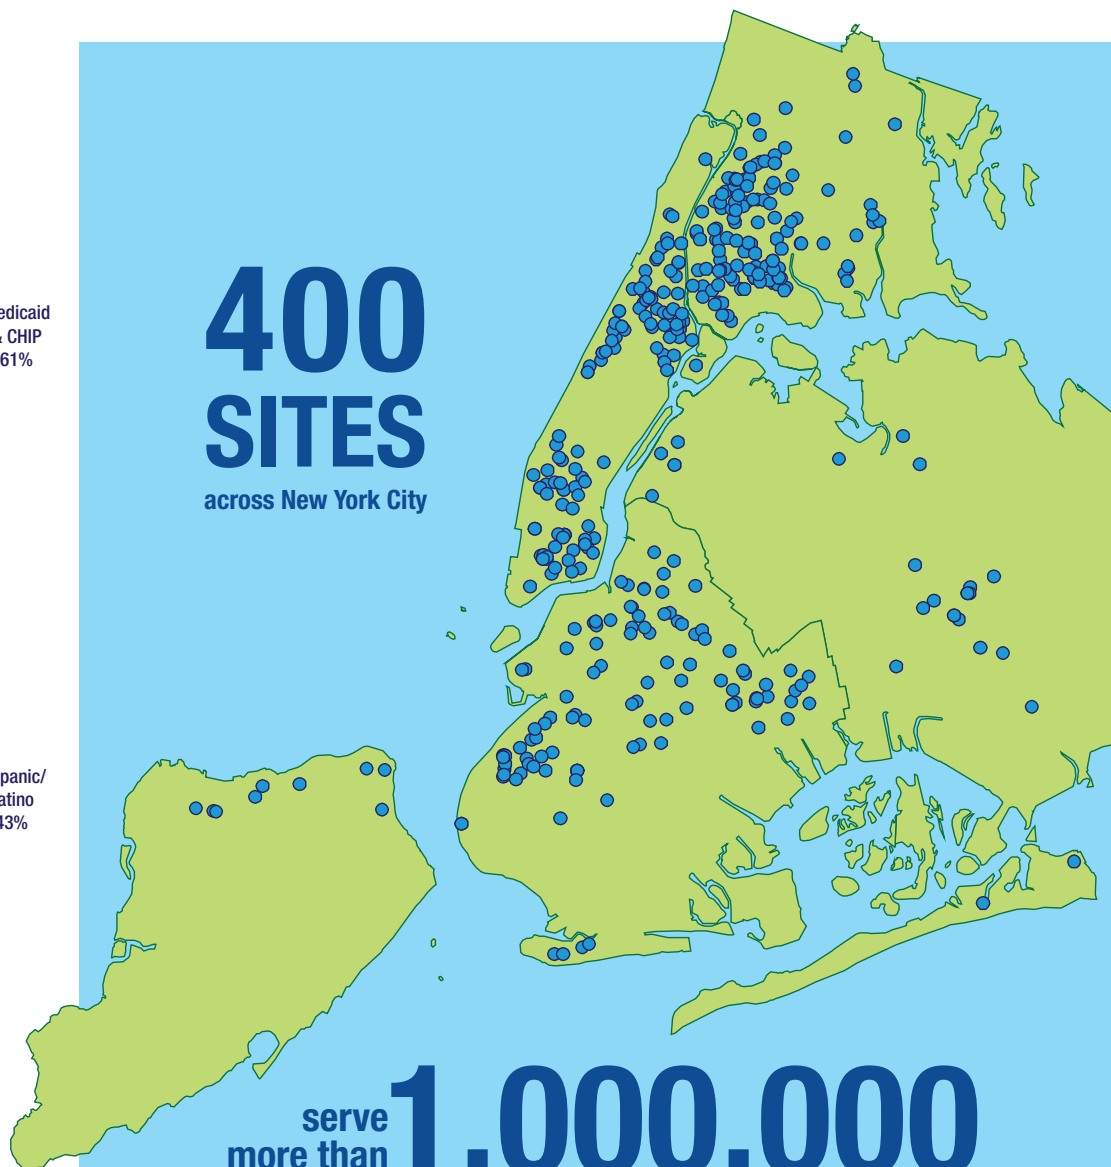 edicaid
& CHIP
61%
400
SITES
across New York City
panic/
atino
43%
serve
more than
1,000,000